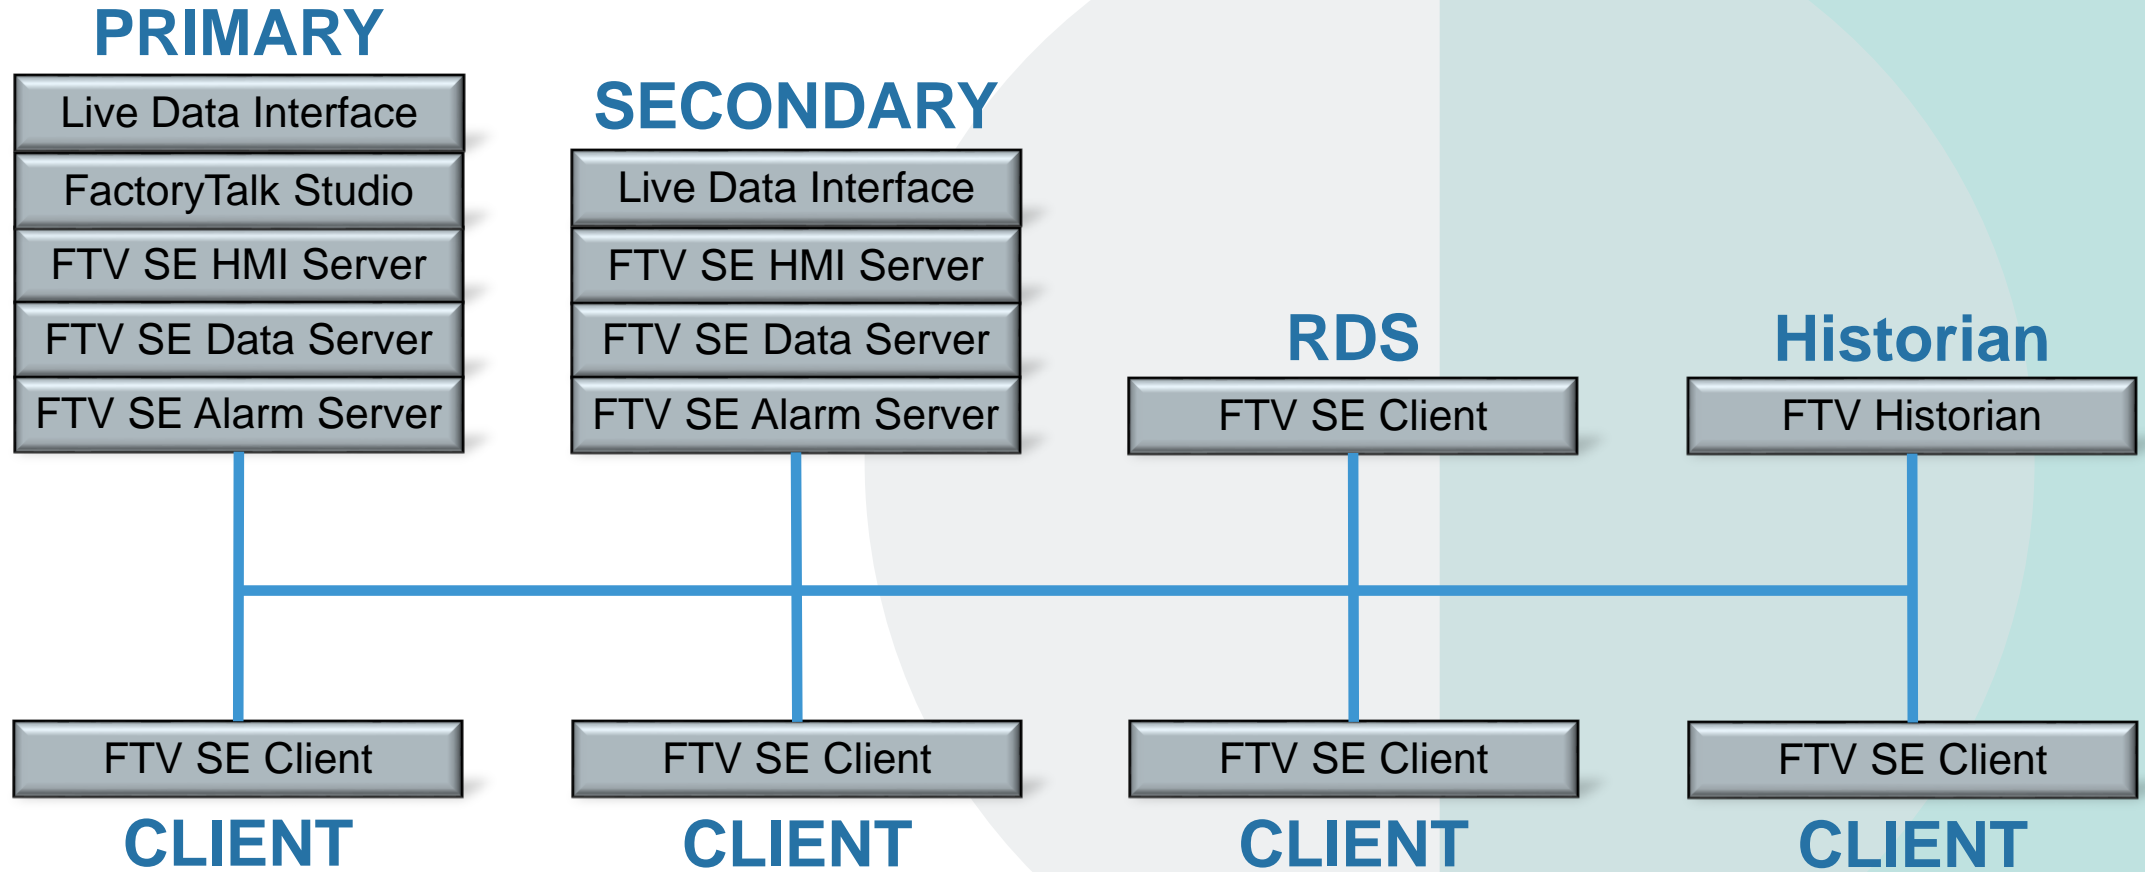 PRIMARY
Live Data Interface
FactoryTalk Studio
FTV SE HMI Server
FTV SE Data Server
FTV SE Alarm Server
SECONDARY
Live Data Interface
FTV SE HMI Server
FTV SE Data Server
FTV SE Alarm Server
RDS
FTV SE Client
Historian
FTV Historian
FTV SE Client
CLIENT
FTV SE Client
CLIENT
FTV SE Client
CLIENT
FTV SE Client
CLIENT